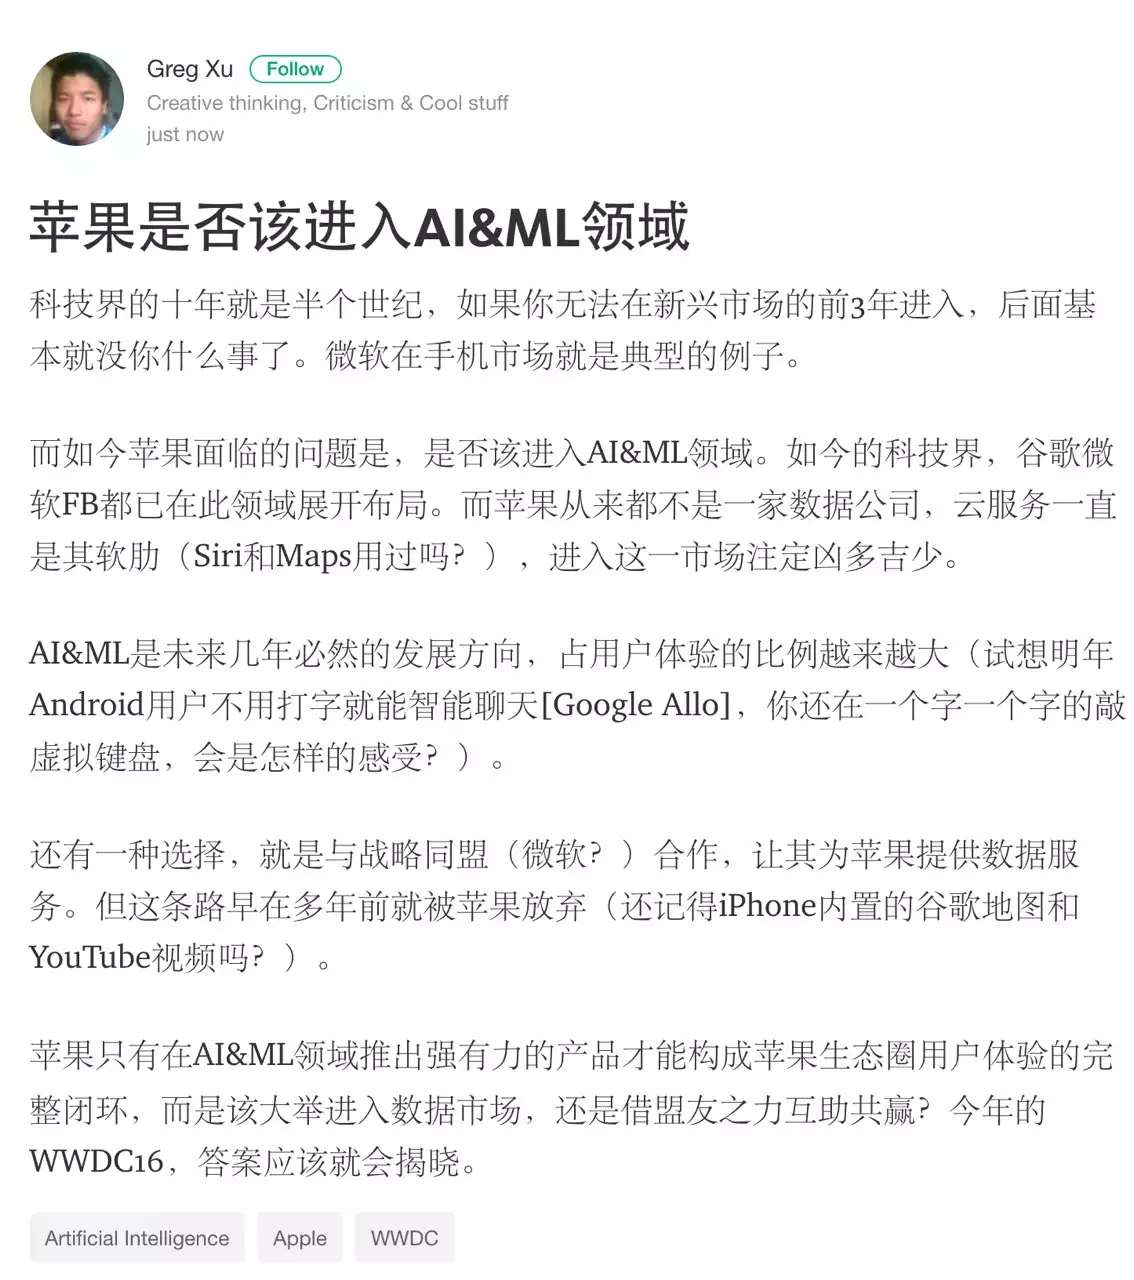 Greg Xu Follow
Creative thinking, Criticism & Cool stuff
just now
苹果是否该进入AI&ML领域
科技界的十年就是半个世纪，如果你无法在新兴市场的前3年进入，后面基
本就没你什么事了。微软在手机市场就是典型的例子。
而如今苹果面临的问题是，是否该进入AI&ML领域。如今的科技界，谷歌微
软FB都已在此领域展开布局。而苹果从来都不是一家数据公司，云服务一直
是其软肋（Siri和Maps用过吗？），进入这一市场注定凶多吉少。
AI&ML是未来几年必然的发展方向，占用户体验的比例越来越大（试想明年
Android用户不用打字就能智能聊天[Google Allo]，你还在一个字一个字的敲
虚拟键盘，会是怎样的感受？）。
还有一种选择，就是与战略同盟（微软？）合作，让其为苹果提供数据服
务。但这条路早在多年前就被苹果放弃（还记得iPhone内置的谷歌地图和
YouTube视频吗？）。
苹果只有在AI&ML领域推出强有力的产品才能构成苹果生态圈用户体验的完
整闭环，而是该大举进入数据市场，还是借盟友之力互助共赢？今年的
WWDC16，答案应该就会揭晓。
Artificial Intelligence Apple WWDC